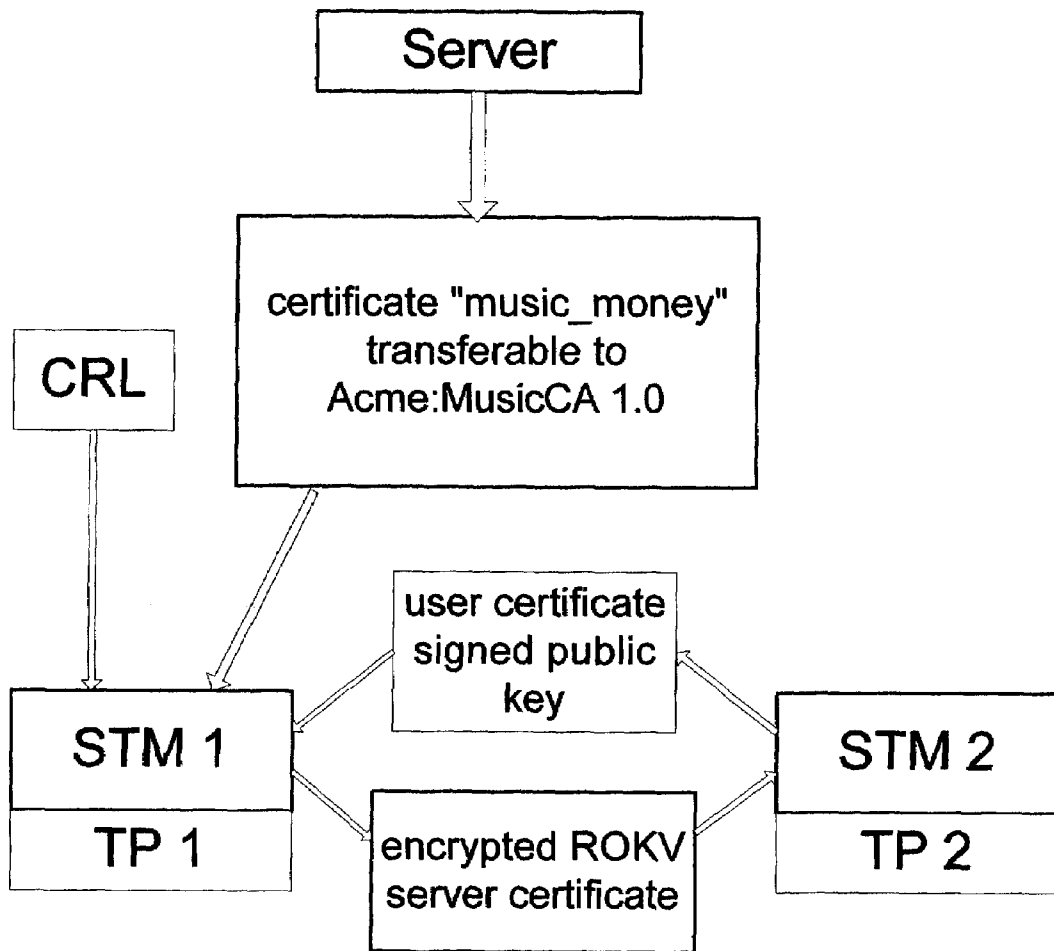 Server
certificate "music_money"
transferable to
Acme:MusicCA 1.0
CRL
user certificate
signed public
key
STM 1
TP 1
encrypted ROKV
server certificate
STM 2
TP 2